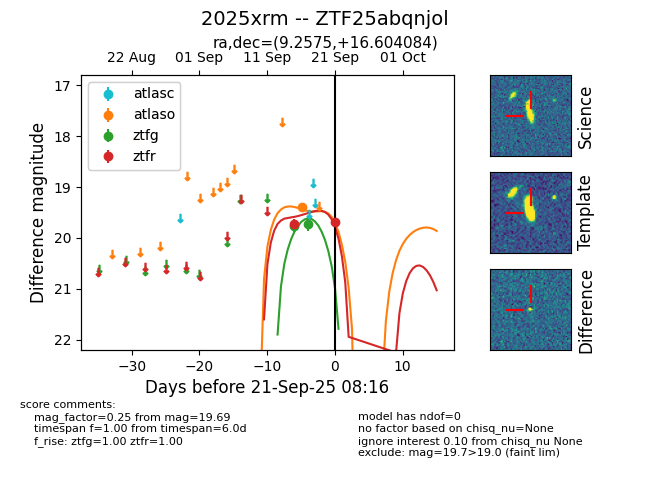 2025xrm -- ZTF25abqnjol
ra,dec=(9.2575,+16.604084)
22 Aug 01 Sep 11 Sep 21 Sep 01 Oct
17
18
19
20
21
22
Difference magnitude
atlasc
atlaso
ztfg
ztfr
−30 −20 −10 0 10
Days before 21-Sep-25 08:16
Science
Template
Difference
score comments:
mag_factor=0.25 from mag=19.69
timespan f=1.00 from timespan=6.0d
f_rise: ztfg=1.00 ztfr=1.00
model has ndof=0
no factor based on chisq_nu=None
ignore interest 0.10 from chisq_nu None
exclude: mag=19.7>19.0 (faint lim)